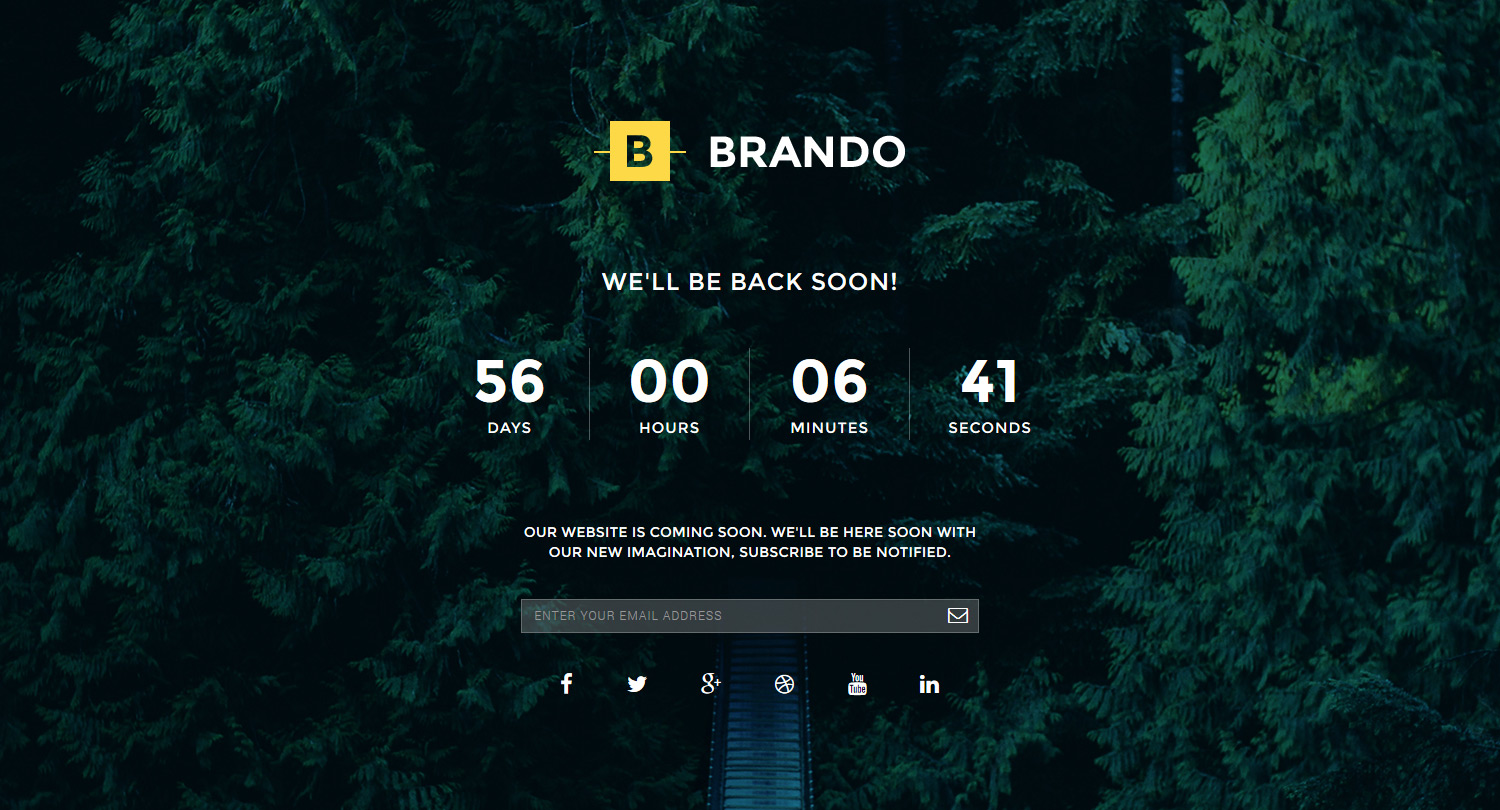 B BRANDO
WE'LL BE BACK SOON!
56 00 06 41
DAYS HOURS MINUTES SECONDS
OUR WEBSITE IS COMING SOON. WE'LL BE HERE SOON WITH
OUR NEW IMAGINATION, SUBSCRIBE TO BE NOTIFIED.
ENTER YOUR EMAIL ADDRESS
f g+ You Tube in